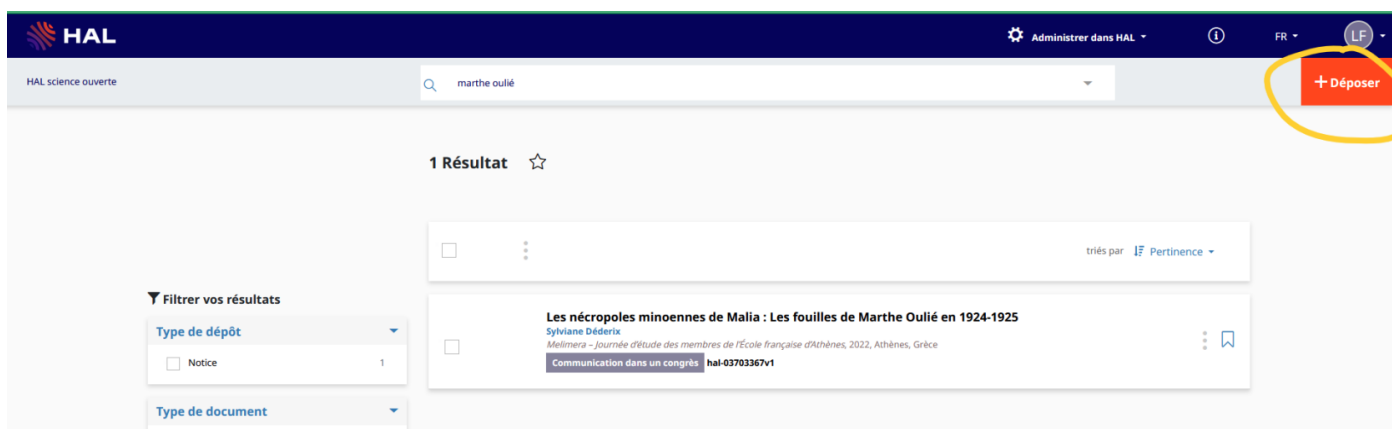 HAL
Administrer dans HAL
FR
LF
HAL science ouverte
marthe oulié
+ Déposer
1 Résultat
triés par Pertinence
Filtrer vos résultats
Type de dépôt
Notice 1
Type de document
Les nécropoles minoennes de Malia : Les fouilles de Marthe Oulié en 1924-1925
Sylviane Déderix
Melimera – Journée d'étude des membres de l'École française d'Athènes, 2022, Athènes, Grèce
Communication dans un congrès hal-03703367v1